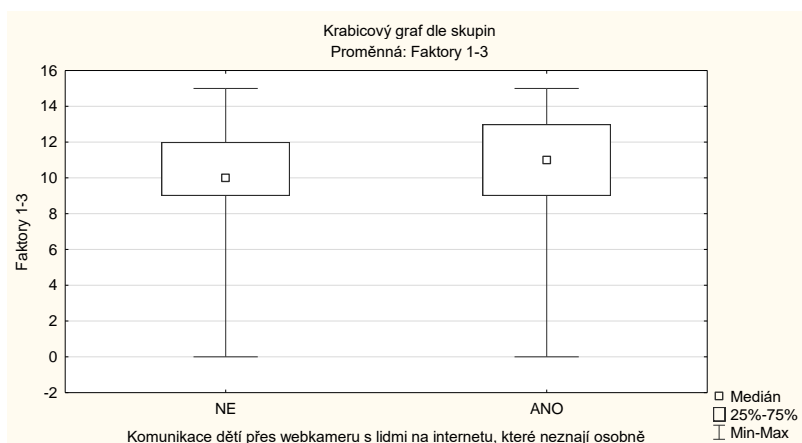 Krabicový graf dle skupin
Proměnná: Faktory 1-3
16
14
12
10
8
6
4
2
0
-2
Faktory 1-3
NE
ANO
Komunikace dětí přes webkameru s lidmi na internetu, které neznají osobně
Medián
25%-75%
Min-Max